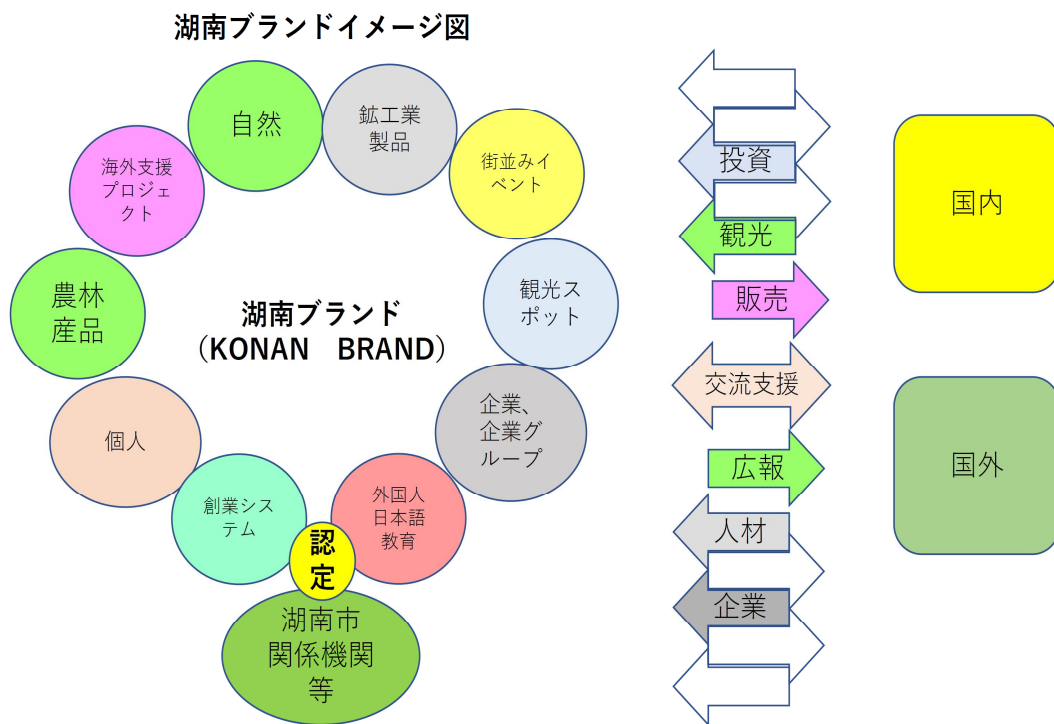 湖南ブランドイメージ図
自然
鉱工業
製品
街並みイ
ベント
海外支援
プロジェ
クト
観光ス
ポット
農林
産品
湖南ブランド
（KONAN　BRAND）
企業、
企業グ
ループ
個人
創業シス
テム
外国人
日本語
教育
認
定
湖南市
関係機関
等
投資
観光
販売
交流支援
広報
人材
企業
国内
国外